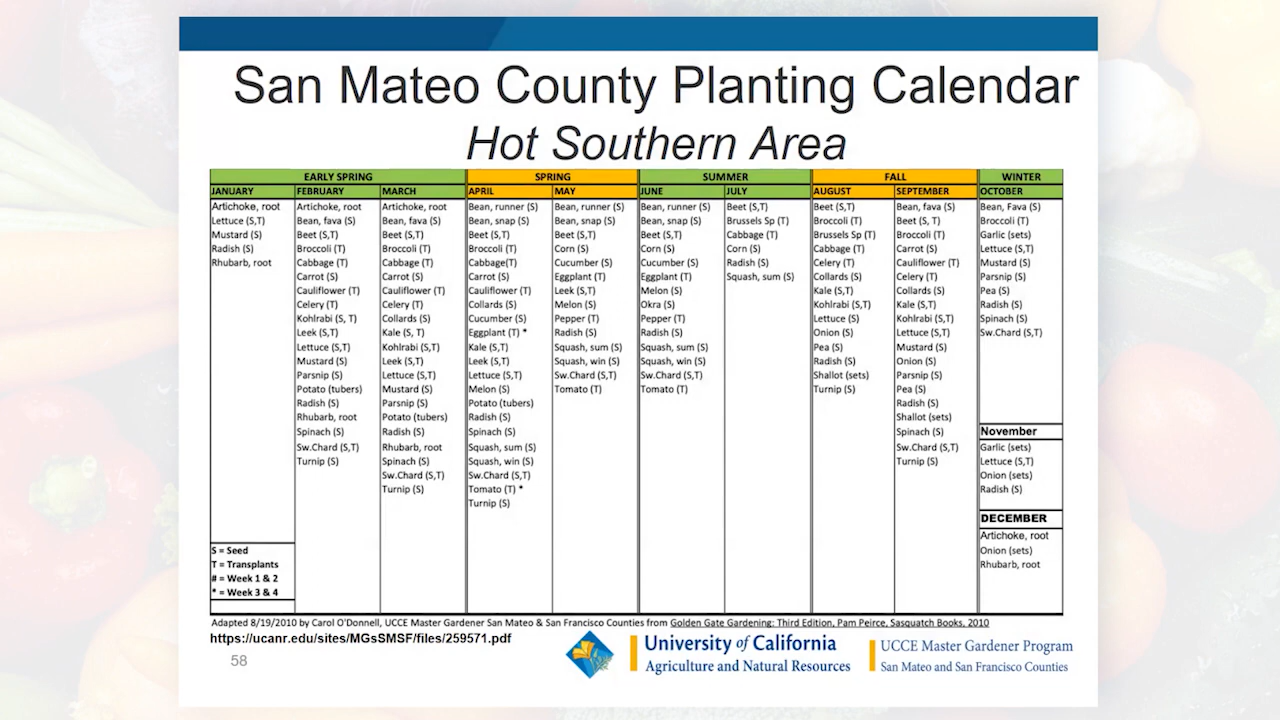 San Mateo County Planting Calendar
Hot Southern Area
EARLY SPRING
SPRING
SUMMER
FALL
WINTER
JANUARY
Artichoke, root
Lettuce (S,T)
Mustard (S)
Radish (S)
Rhubarb, root
S = Seed
T = Transplants
# = Week 1 & 2
* = Week 3 & 4
FEBRUARY
Artichoke, root
Bean, fava (S)
Beet (S,T)
Broccoli (T)
Cabbage (T)
Carrot (S)
Cauliflower (T)
Celery (T)
Kohlrabi (S, T)
Leek (S,T)
Lettuce (S,T)
Mustard (S)
Parsnip (S)
Potato (tubers)
Radish (S)
Rhubarb, root
Spinach (S)
Sw.Chard (S,T)
Turnip (S)
MARCH
Artichoke, root
Bean, fava (S)
Beet (S,T)
Broccoli (T)
Cabbage (T)
Carrot (S)
Cauliflower (T)
Celery (T)
Collards (S)
Kale (S, T)
Kohlrabi (S,T)
Leek (S,T)
Lettuce (S,T)
Mustard (S)
Parsnip (S)
Potato (tubers)
Radish (S)
Rhubarb, root
Spinach (S)
Sw.Chard (S,T)
Turnip (S)
APRIL
Bean, runner (S)
Bean, snap (S)
Beet (S,T)
Broccoli (T)
Cabbage(T)
Carrot (S)
Cauliflower (T)
Collards (S)
Cucumber (S)
Eggplant (T) *
Kale (S,T)
Leek (S,T)
Lettuce (S,T)
Melon (S)
Potato (tubers)
Radish (S)
Spinach (S)
Squash, sum (S)
Squash, win (S)
Sw.Chard (S,T)
Tomato (T) *
Turnip (S)
MAY
Bean, runner (S)
Bean, snap (S)
Beet (S,T)
Corn (S)
Cucumber (S)
Eggplant (T)
Leek (S,T)
Melon (S)
Pepper (T)
Radish (S)
Squash, sum (S)
Squash, win (S)
Sw.Chard (S,T)
Tomato (T)
JUNE
Bean, runner (S)
Bean, snap (S)
Beet (S,T)
Corn (S)
Cucumber (S)
Eggplant (T)
Melon (S)
Okra (S)
Pepper (T)
Radish (S)
Squash, sum (S)
Squash, win (S)
Sw.Chard (S,T)
Tomato (T)
JULY
Beet (S,T)
Brussels Sp (T)
Cabbage (T)
Corn (S)
Radish (S)
Squash, sum (S)
AUGUST
Beet (S,T)
Broccoli (T)
Brussels Sp (T)
Cabbage (T)
Celery (T)
Collards (S)
Kale (S,T)
Kohlrabi (S,T)
Lettuce (S)
Onion (S)
Pea (S)
Radish (S)
Shallot (sets)
Turnip (S)
SEPTEMBER
Bean, fava (S)
Beet (S, T)
Broccoli (T)
Carrot (S)
Cauliflower (T)
Celery (T)
Collards (S)
Kale (S,T)
Kohlrabi (S,T)
Lettuce (S,T)
Mustard (S)
Onion (S)
Parsnip (S)
Pea (S)
Radish (S)
Shallot (sets)
Spinach (S)
Sw.Chard (S,T)
Turnip (S)
OCTOBER
Bean, Fava (S)
Broccoli (T)
Garlic (sets)
Lettuce (S,T)
Mustard (S)
Parsnip (S)
Pea (S)
Radish (S)
Spinach (S)
Sw.Chard (S,T)
November
Garlic (sets)
Lettuce (S,T)
Onion (sets)
Radish (S)
DECEMBER
Artichoke, root
Onion (sets)
Rhubarb, root
Adapted 8/19/2010 by Carol O'Donnell, UCCE Master Gardener San Mateo & San Francisco Counties from Golden Gate Gardening: Third Edition, Pam Peirce, Sasquatch Books, 2010
https://ucanr.edu/sites/MGsSMSF/files/259571.pdf
58
University of California
Agriculture and Natural Resources
UCCE Master Gardener Program
San Mateo and San Francisco Counties